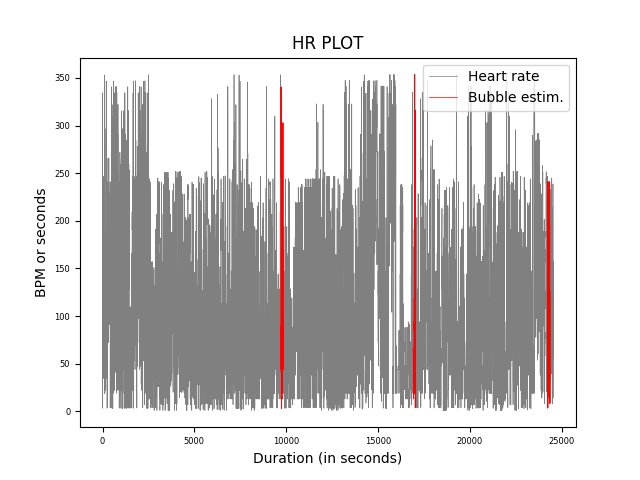 HR PLOT
Heart rate
Bubble estim.
BPM or seconds
350
300
250
200
150
100
50
0
0 5000 10000 15000 20000 25000
Duration (in seconds)